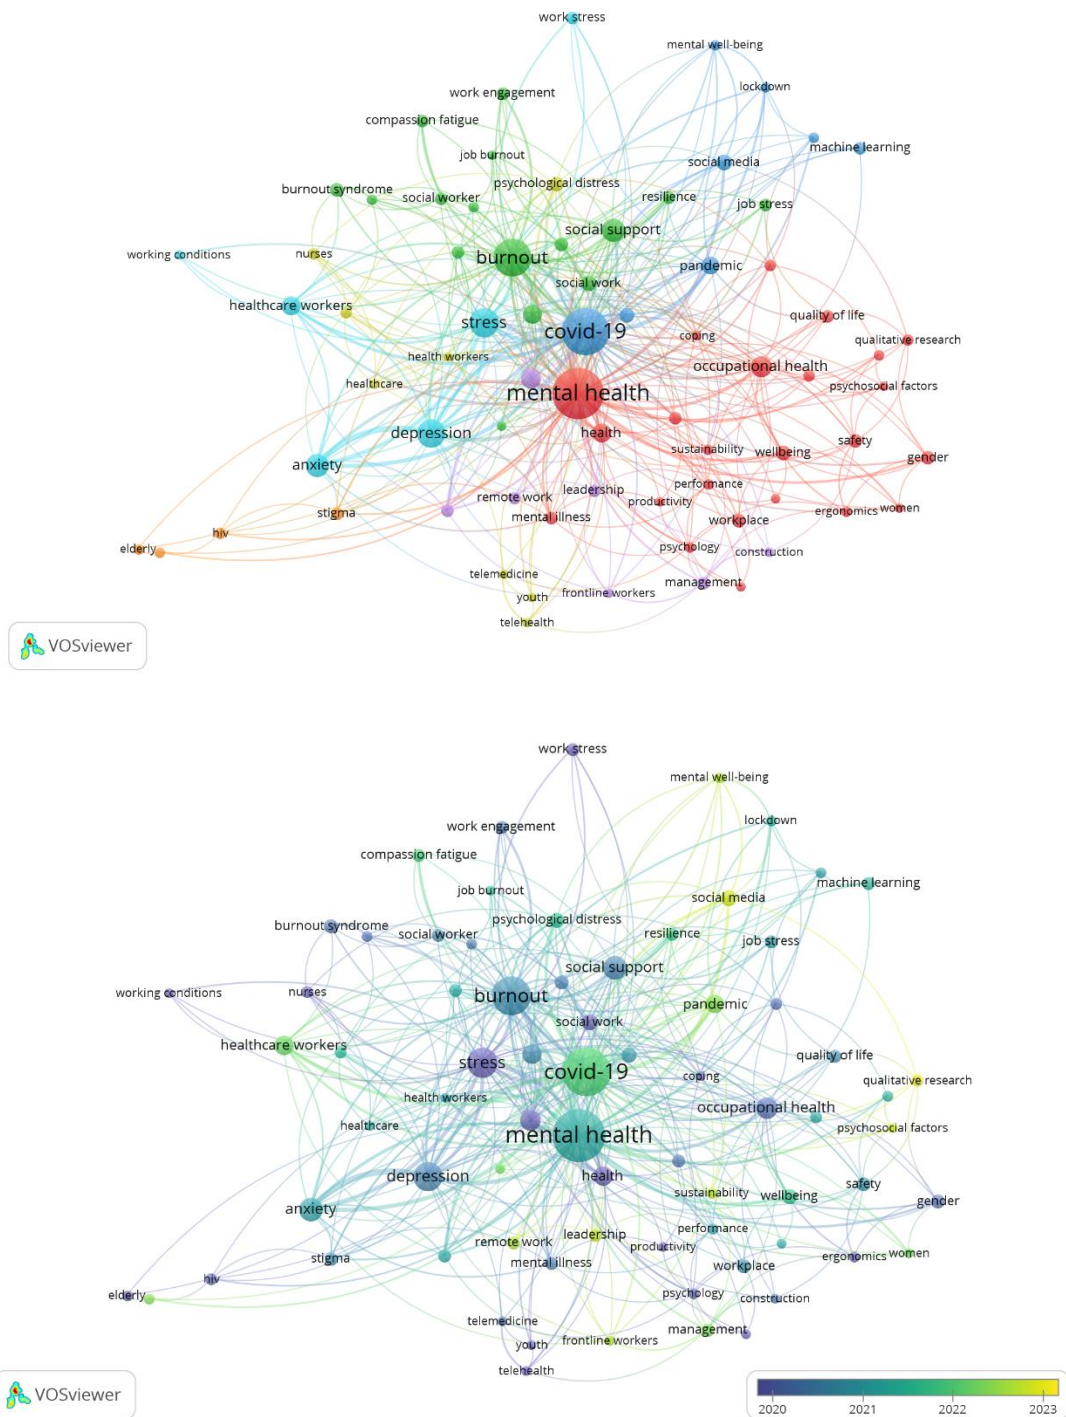 work stress
mental well-being
lockdown
work engagement
compassion fatigue
machine learning
job burnout
social media
psychological distress
burnout syndrome
social worker
resilience
job stress
social support
working conditions
nurses
burnout
pandemic
social work
healthcare workers
quality of life
stress
covid-19
coping
qualitative research
health workers
occupational health
healthcare
psychosocial factors
mental health
depression
health
safety
sustainability
wellbeing
gender
anxiety
performance
remote work
leadership
productivity
stigma
mental illness
workplace
ergonomics
women
hiv
elderly
psychology
construction
telemedicine
management
youth
frontline workers
telehealth
VOSviewer
work stress
mental well-being
lockdown
work engagement
compassion fatigue
machine learning
job burnout
social media
psychological distress
burnout syndrome
social worker
resilience
job stress
social support
working conditions
nurses
burnout
pandemic
social work
healthcare workers
quality of life
stress
covid-19
coping
qualitative research
health workers
occupational health
healthcare
psychosocial factors
mental health
depression
health
safety
sustainability
wellbeing
gender
anxiety
performance
remote work
leadership
productivity
stigma
mental illness
workplace
ergonomics
women
hiv
elderly
psychology
construction
telemedicine
management
youth
frontline workers
telehealth
VOSviewer
2020 2021 2022 2023